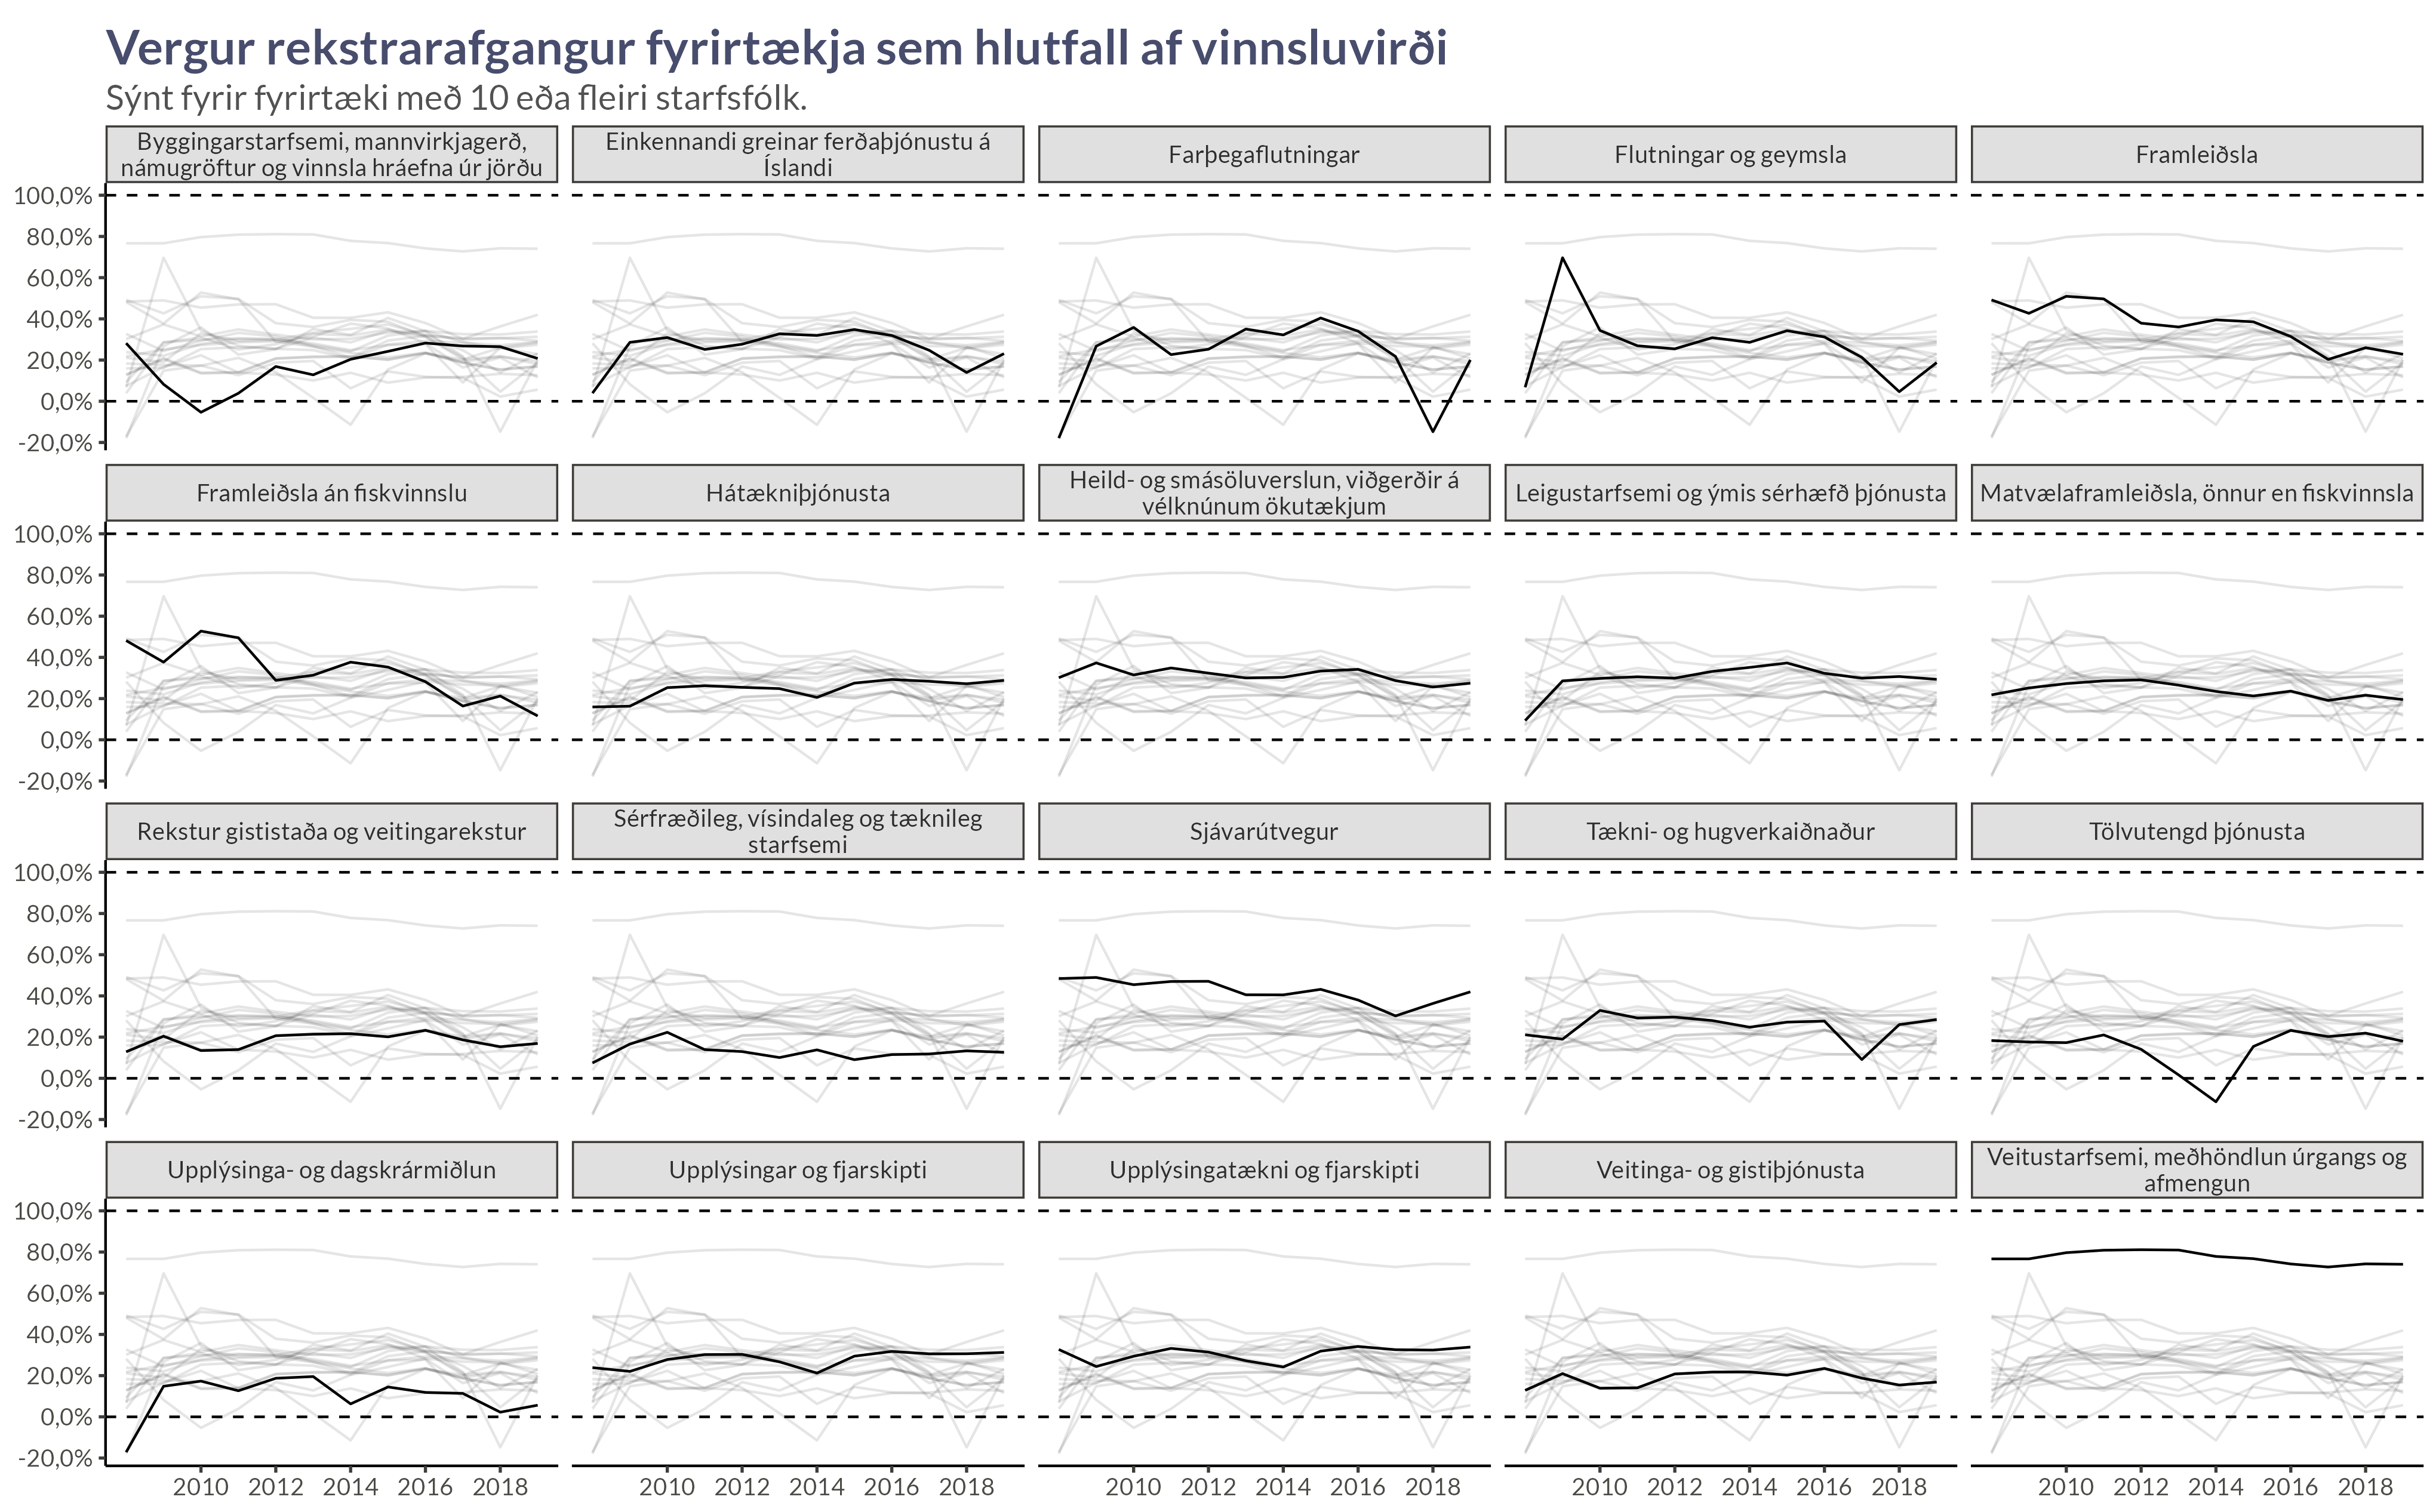 Vergur rekstrarafgangur fyrirtækja sem hlutfall af vinnsluvirði
Sýnt fyrir fyrirtæki með 10 eða fleiri starfsfólk.
Byggingarstarfsemi, mannvirkjagerð,
námugröftur og vinnsla hráefna úr jörðu
Einkennandi greinar ferðaþjónustu á
Íslandi
Farþegaflutningar
Flutningar og geymsla
Framleiðsla
100,0%
80,0%
60,0%
40,0%
20,0%
0,0%
-20,0%
Framleiðsla án fiskvinnslu
Hátækniþjónusta
Heild- og smásöluverslun, viðgerðir á
vélknúnum ökutækjum
Leigustarfsemi og ýmis sérhæfð þjónusta
Matvælaframleiðsla, önnur en fiskvinnsla
100,0%
80,0%
60,0%
40,0%
20,0%
0,0%
-20,0%
Rekstur gististaða og veitingarekstur
Sérfræðileg, vísindaleg og tæknileg
starfsemi
Sjávarútvegur
Tækni- og hugverkaiðnaður
Tölvutengd þjónusta
100,0%
80,0%
60,0%
40,0%
20,0%
0,0%
-20,0%
Upplýsinga- og dagskrármiðlun
Upplýsingar og fjarskipti
Upplýsingatækni og fjarskipti
Veitinga- og gistiþjónusta
Veitustarfsemi, meðhöndlun úrgangs og
afmengun
100,0%
80,0%
60,0%
40,0%
20,0%
0,0%
-20,0%
2010 2012 2014 2016 2018
2010 2012 2014 2016 2018
2010 2012 2014 2016 2018
2010 2012 2014 2016 2018
2010 2012 2014 2016 2018